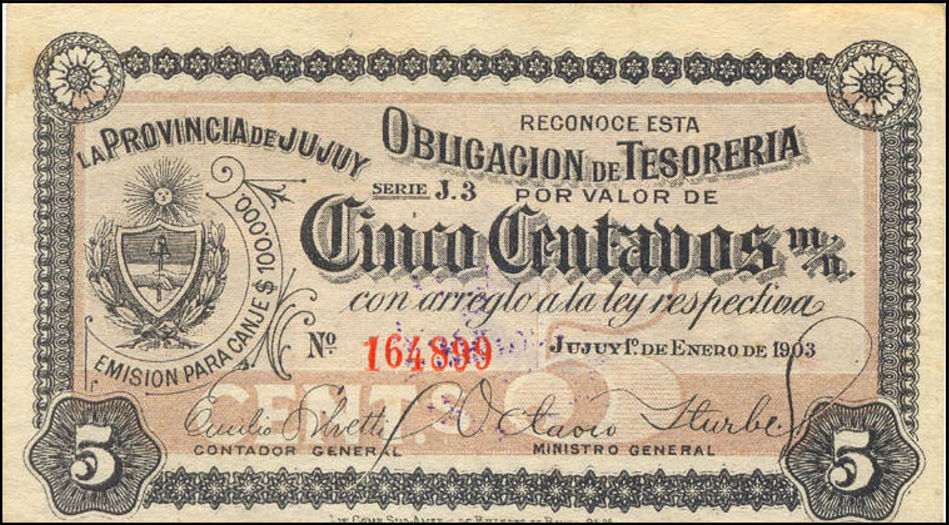 LA PROVINCIA DE JUJUY
RECONOCE ESTA
OBLIGACION DE TESORERIA
SERIE J.3 POR VALOR DE
Cinco Centavos m/n.
con arreglo a la ley respectiva
EMISION PARA CANJE $ 100.000.
Nº 164899 JUJUY 1º DE ENERO DE 1903
CENTS
Octavio Iturbe
CONTADOR GENERAL MINISTRO GENERAL
5 5